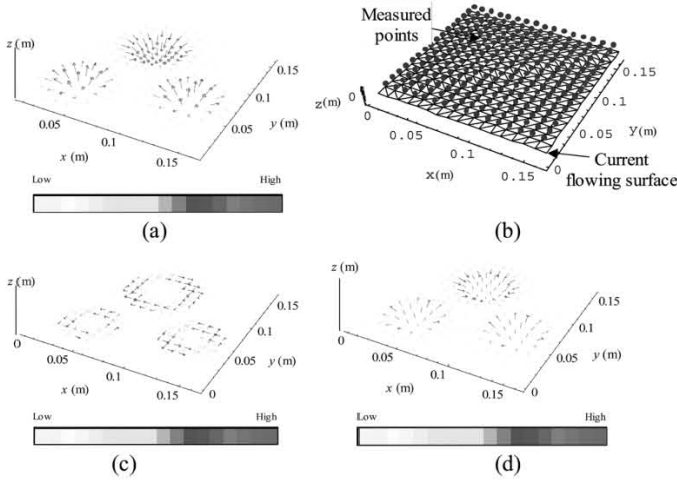 z (m)
0.15
0.1
0.05
y (m)
0.05
0.1
x (m)
0.15
Low
High
(a)
Measured
points
z(m)
0
0
0.05
0.1
x(m)
0.15
0
0.05
0.1
0.15
y(m)
Current
flowing surface
(b)
z (m)
0
0.05
0.1
x (m)
0.15
0
0.05
0.1
0.15
y (m)
Low
High
(c)
z (m)
0
0.05
0.1
x (m)
0.15
0
0.05
0.1
0.15
y (m)
Low
High
(d)